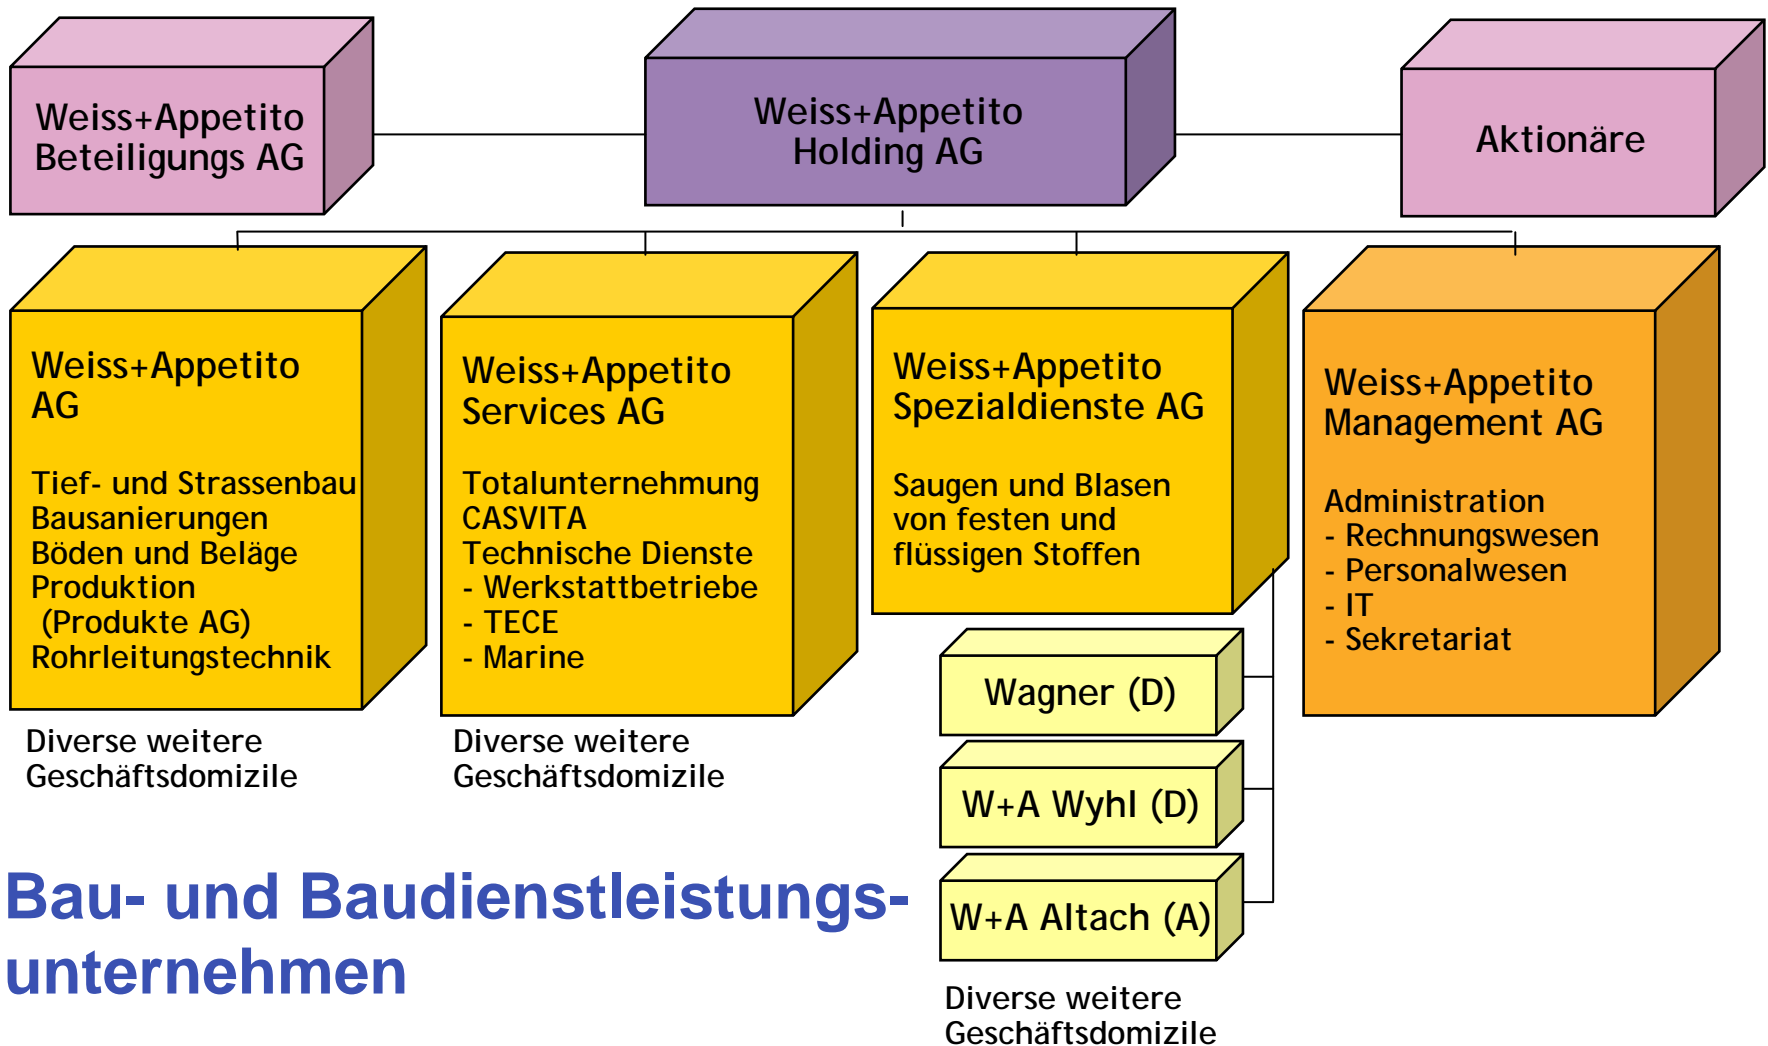 Weiss+Appetito
Beteiligungs AG
Weiss+Appetito
Holding AG
Aktionäre
Weiss+Appetito
AG
Tief- und Strassenbau
Bausanierungen
Böden und Beläge
Produktion
(Produkte AG)
Rohrleitungstechnik
Diverse weitere
Geschäftsdomizile
Weiss+Appetito
Services AG
Totalunternehmung
CASVITA
Technische Dienste
- Werkstattbetriebe
- TECE
- Marine
Diverse weitere
Geschäftsdomizile
Weiss+Appetito
Spezialdienste AG
Saugen und Blasen
von festen und
flüssigen Stoffen
Wagner (D)
W+A Wyhl (D)
W+A Altach (A)
Diverse weitere
Geschäftsdomizile
Weiss+Appetito
Management AG
Administration
- Rechnungswesen
- Personalwesen
- IT
- Sekretariat
Bau- und Baudienstleistungs-
unternehmen